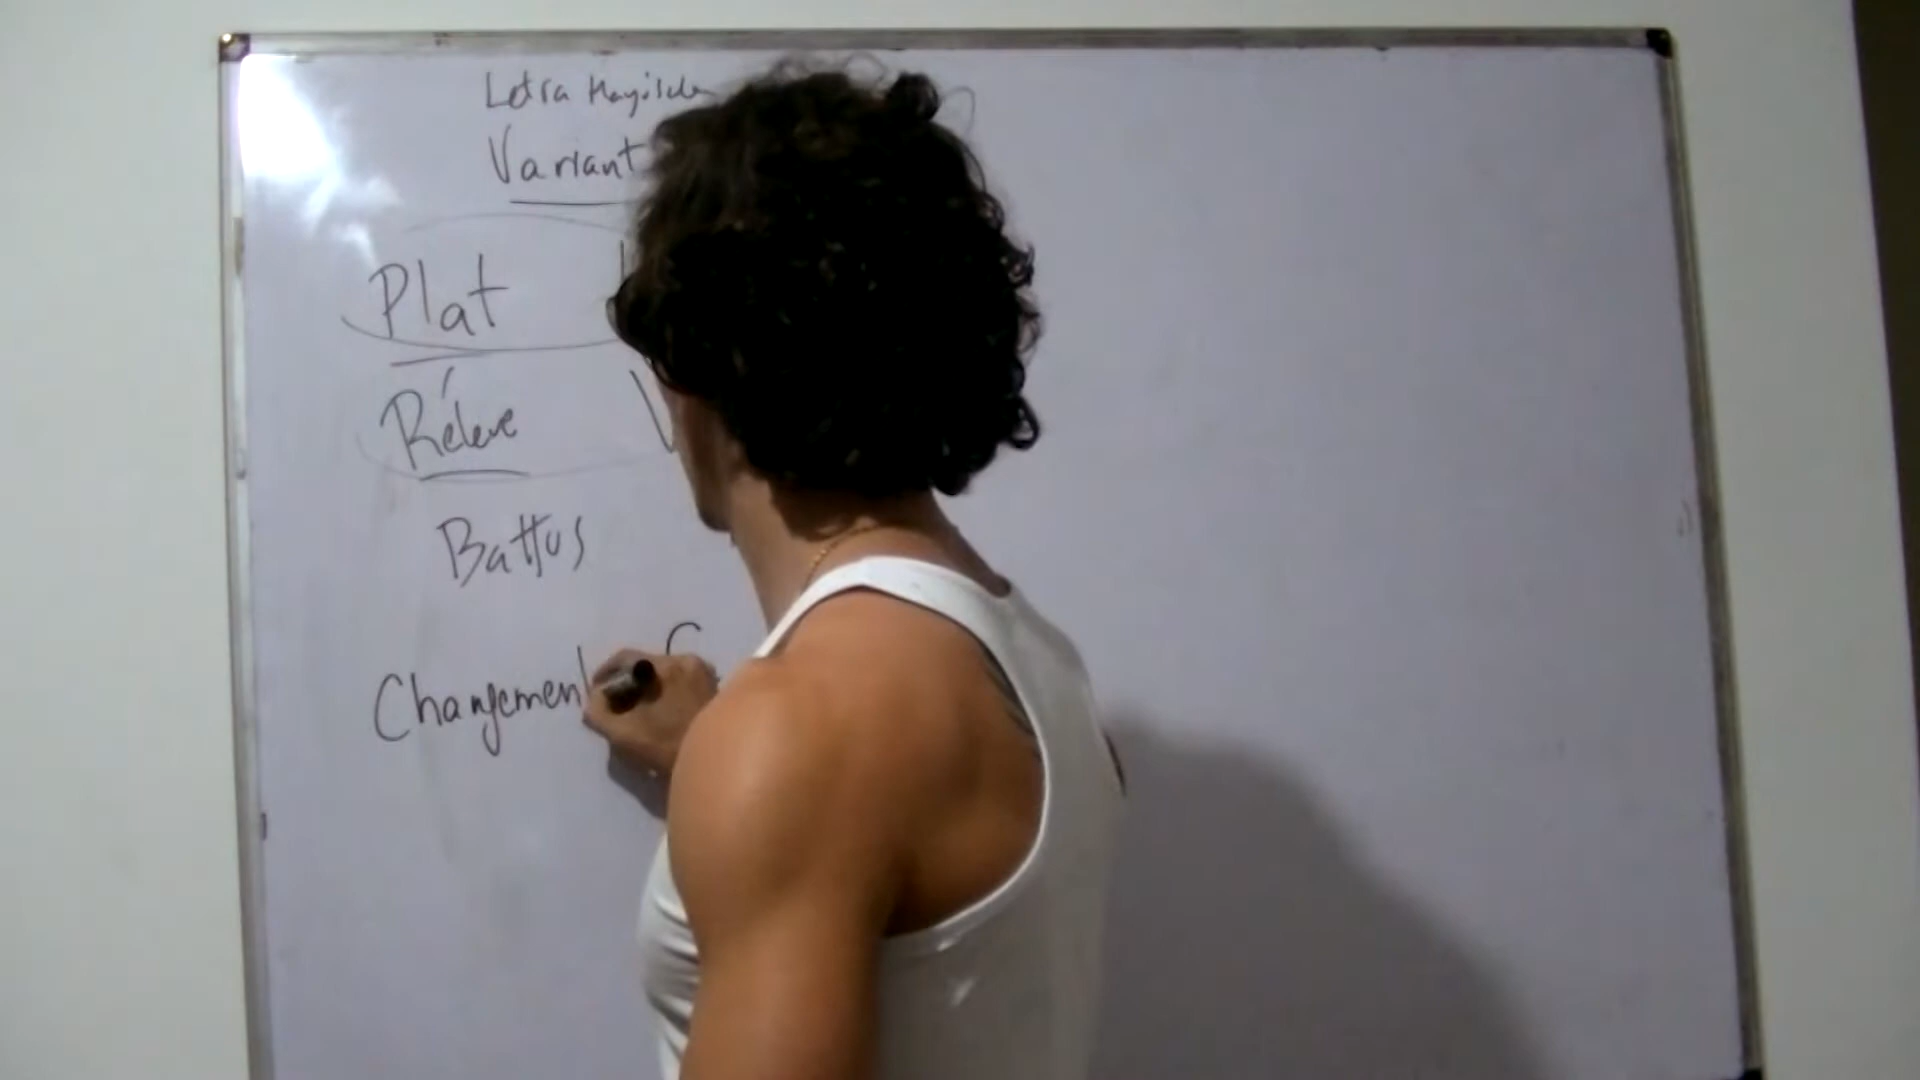 Letra Mayúscula
Variant
Plat
Réleve
Battus
Changement